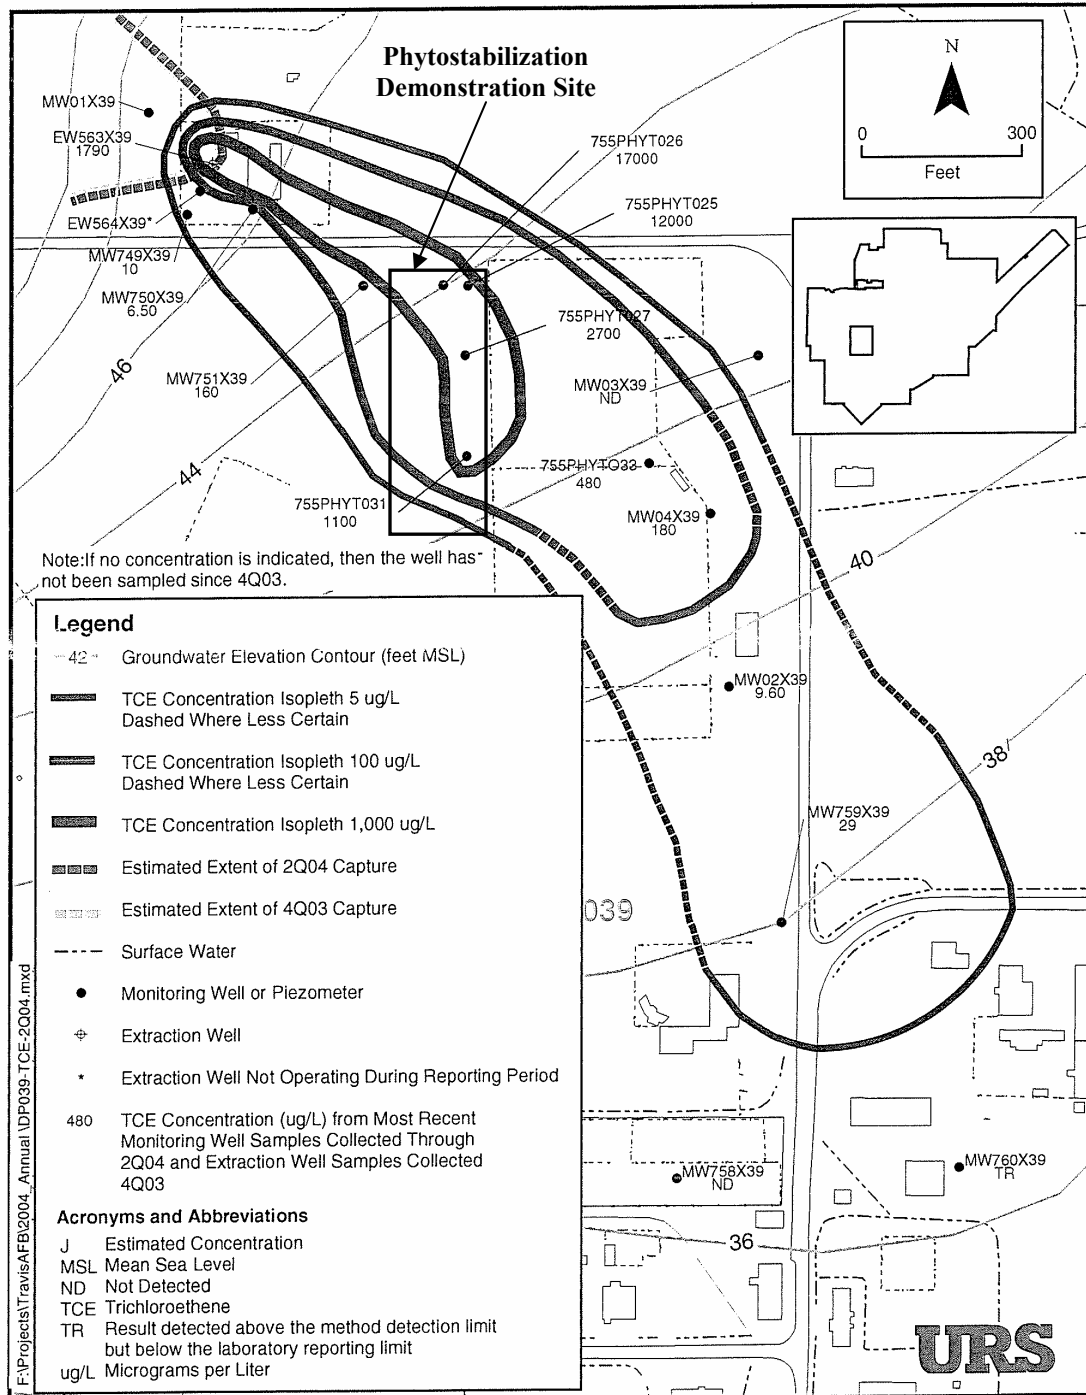 Phytostabilization
Demonstration Site
N
0 300
Feet
MW01X39
EW563X39
1790
EW564X39*
MW749X39
10
MW750X39
6.50
46
MW751X39
160
44
755PHYT026
17000
755PHYT025
12000
755PHYT027
2700
MW03X39
ND
755PHYTO33
480
755PHYT031
1100
MW04X39
180
40
MW02X39
9.60
38
MW759X39
29
039
MW758X39
ND
MW760X39
TR
36
Note:If no concentration is indicated, then the well has
not been sampled since 4Q03.
Legend
42 Groundwater Elevation Contour (feet MSL)
TCE Concentration Isopleth 5 ug/L
Dashed Where Less Certain
TCE Concentration Isopleth 100 ug/L
Dashed Where Less Certain
TCE Concentration Isopleth 1,000 ug/L
Estimated Extent of 2Q04 Capture
Estimated Extent of 4Q03 Capture
Surface Water
Monitoring Well or Piezometer
Extraction Well
* Extraction Well Not Operating During Reporting Period
480 TCE Concentration (ug/L) from Most Recent
Monitoring Well Samples Collected Through
2Q04 and Extraction Well Samples Collected
4Q03
Acronyms and Abbreviations
J Estimated Concentration
MSL Mean Sea Level
ND Not Detected
TCE Trichloroethene
TR Result detected above the method detection limit
but below the laboratory reporting limit
ug/L Micrograms per Liter
F:\Projects\TravisAFB\2004_Annual\DP039-TCE-2Q04.mxd
URS